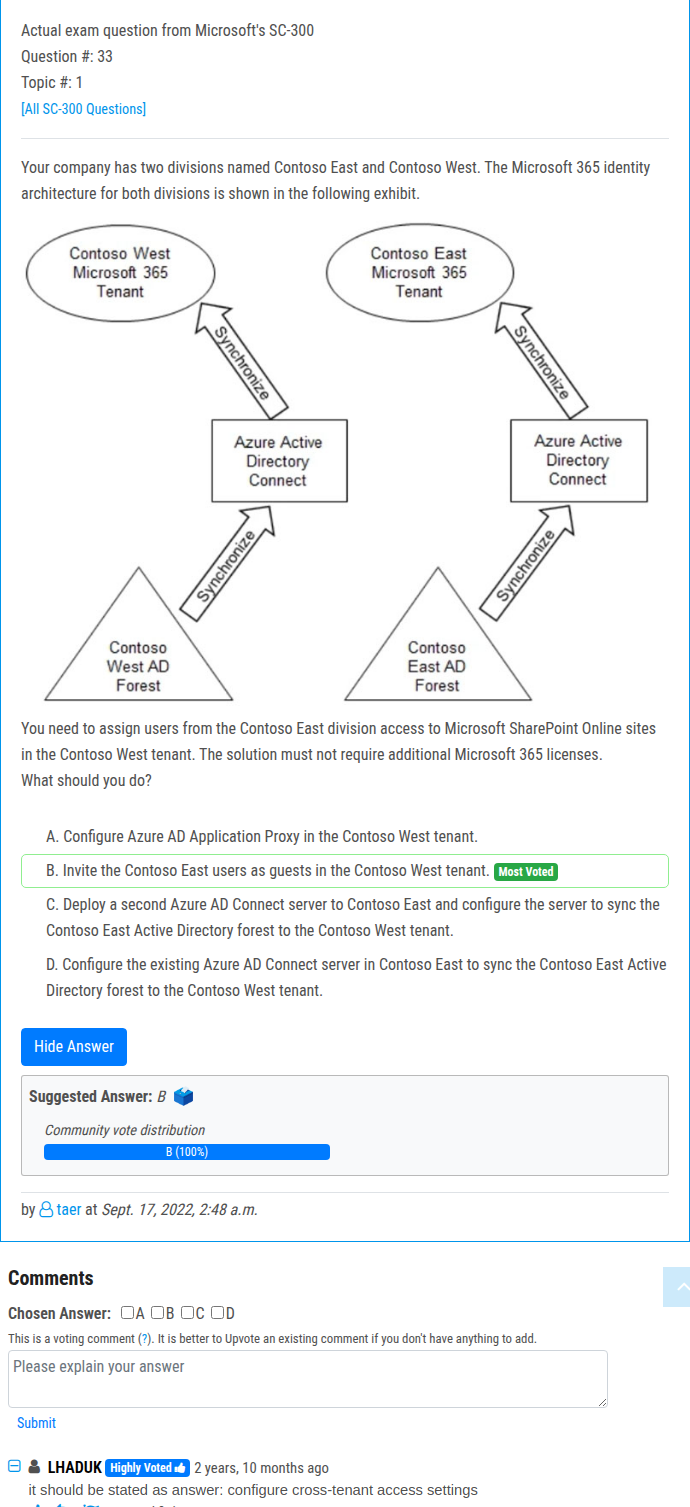 Actual exam question from Microsoft's SC-300
Question #: 33
Topic #: 1
[All SC-300 Questions]
Your company has two divisions named Contoso East and Contoso West. The Microsoft 365 identity
architecture for both divisions is shown in the following exhibit.
Contoso West
Microsoft 365
Tenant
Contoso East
Microsoft 365
Tenant
Synchronize
Synchronize
Azure Active
Directory
Connect
Azure Active
Directory
Connect
Synchronize
Synchronize
Contoso
West AD
Forest
Contoso
East AD
Forest
You need to assign users from the Contoso East division access to Microsoft SharePoint Online sites
in the Contoso West tenant. The solution must not require additional Microsoft 365 licenses.
What should you do?
A. Configure Azure AD Application Proxy in the Contoso West tenant.
B. Invite the Contoso East users as guests in the Contoso West tenant. Most Voted
C. Deploy a second Azure AD Connect server to Contoso East and configure the server to sync the
Contoso East Active Directory forest to the Contoso West tenant.
D. Configure the existing Azure AD Connect server in Contoso East to sync the Contoso East Active
Directory forest to the Contoso West tenant.
Hide Answer
Suggested Answer: B
Community vote distribution
B (100%)
by taer at Sept. 17, 2022, 2:48 a.m.
Comments
Chosen Answer: A B C D
This is a voting comment (?). It is better to Upvote an existing comment if you don't have anything to add.
Please explain your answer
Submit
LHADUK Highly Voted 2 years, 10 months ago
it should be stated as answer: configure cross-tenant access settings